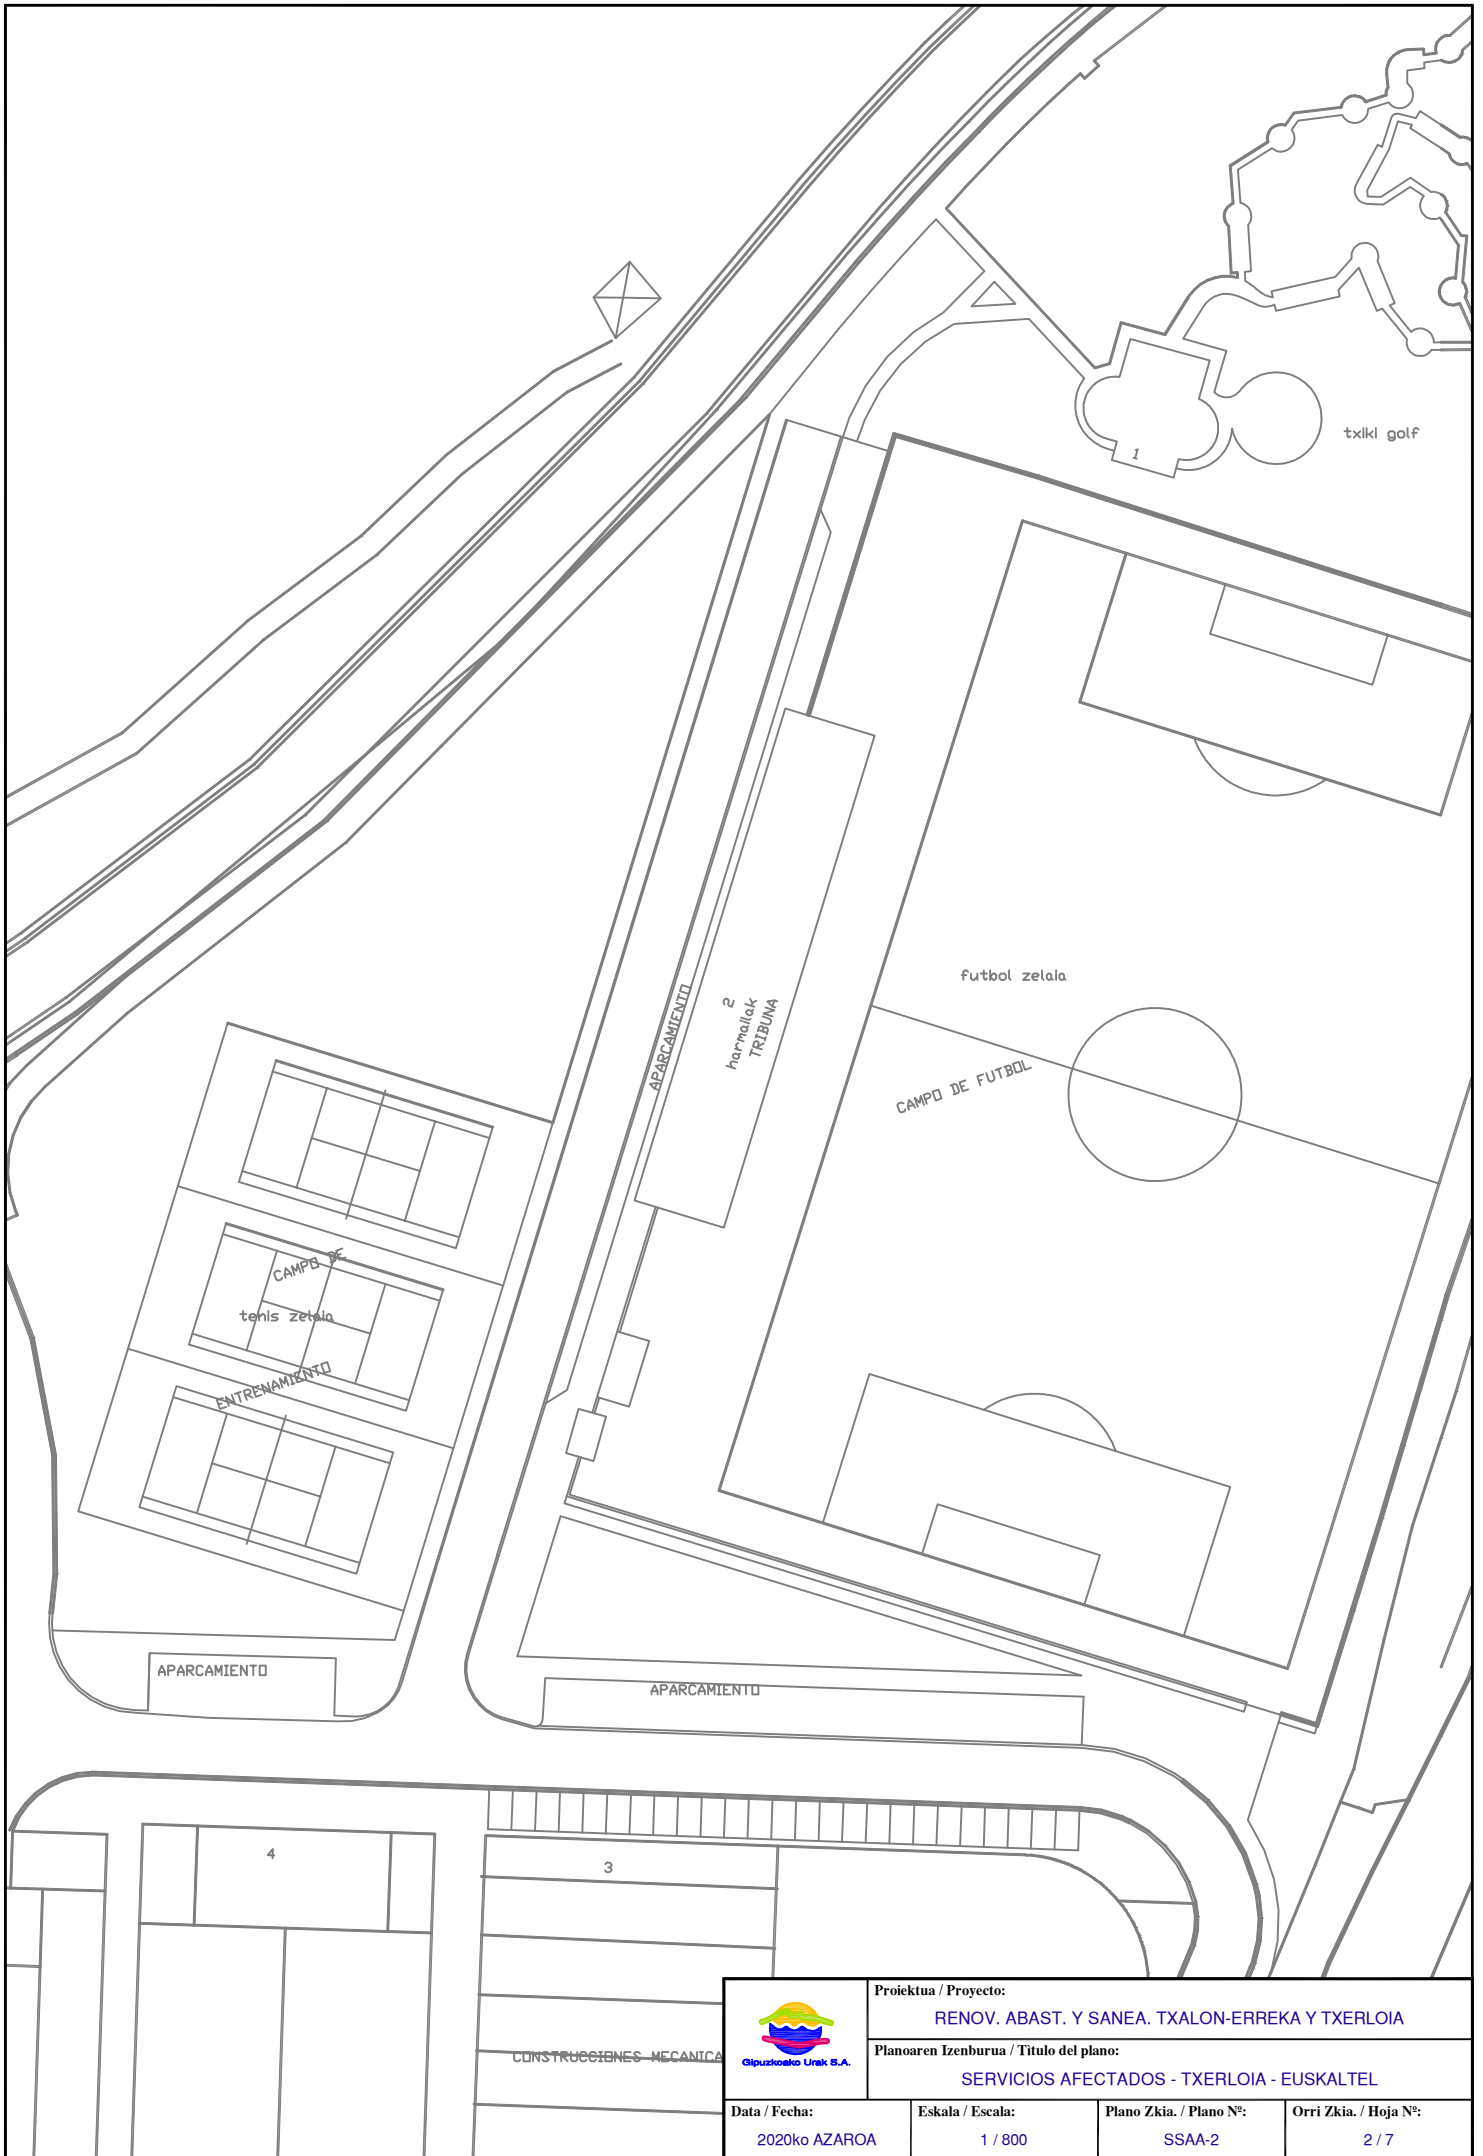 txiki golf
1
futbol zelaia
CAMPO DE FUTBOL
APARCAMIENTO
2
harmailak
TRIBUNA
CAMPO DE
tenis zelaia
ENTRENAMIENTO
APARCAMIENTO
APARCAMIENTO
4
3
CONSTRUCCIONES MECANICA
Gipuzkoako Urak S.A.
Proiektua / Proyecto:
RENOV. ABAST. Y SANEA. TXALON-ERREKA Y TXERLOIA
Planoaren Izenburua / Título del plano:
SERVICIOS AFECTADOS - TXERLOIA - EUSKALTEL
Data / Fecha:
2020ko AZAROA
Eskala / Escala:
1 / 800
Plano Zkia. / Plano Nº:
SSAA-2
Orri Zkia. / Hoja Nº:
2 / 7